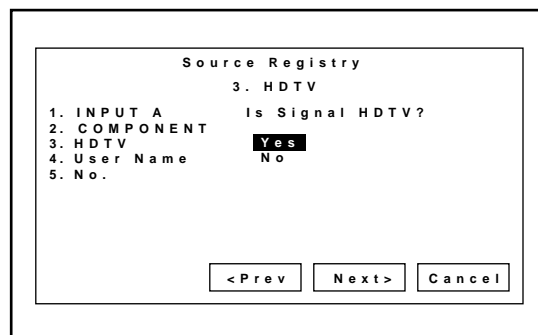 Source Registry
3. HDTV
1. INPUT A
2. COMPONENT
3. HDTV
4. User Name
5. No.
Is Signal HDTV?
Yes
No
<Prev
Next>
Cancel